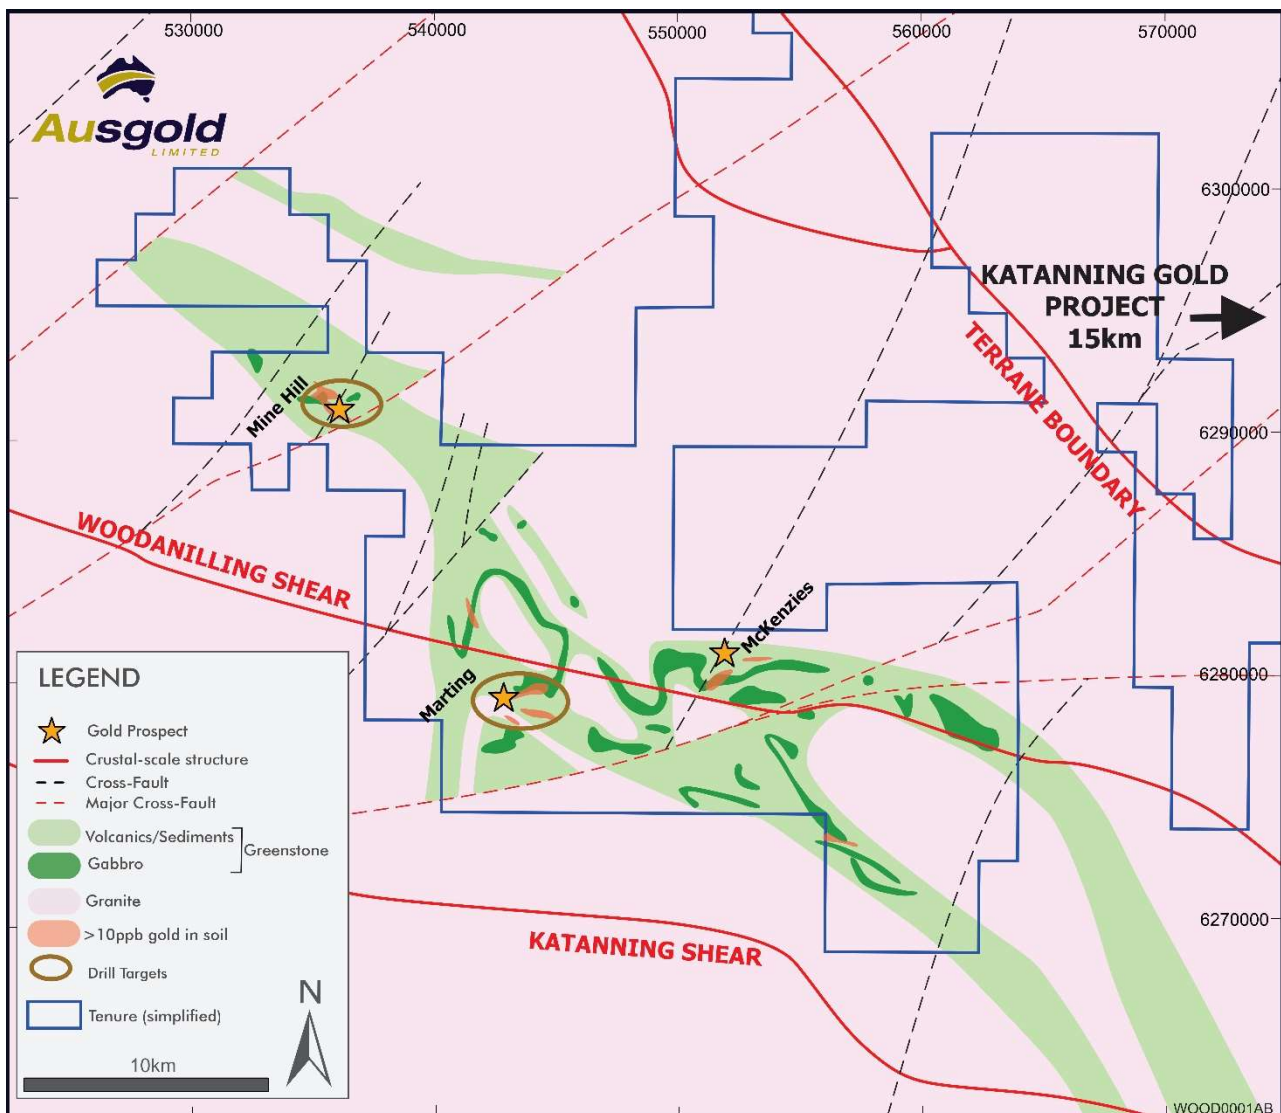 530000
540000
550000
560000
570000
Ausgold
LIMITED
6300000
KATANNING GOLD
PROJECT
15km
TERRANE BOUNDARY
Mine Hill
6290000
WOODANILLING SHEAR
McKenzies
Marting
6280000
LEGEND
Gold Prospect
Crustal-scale structure
Cross-Fault
Major Cross-Fault
Volcanics/Sediments
Greenstone
Gabbro
Granite
>10ppb gold in soil
Drill Targets
Tenure (simplified)
N
10km
6270000
KATANNING SHEAR
WOOD0001AB